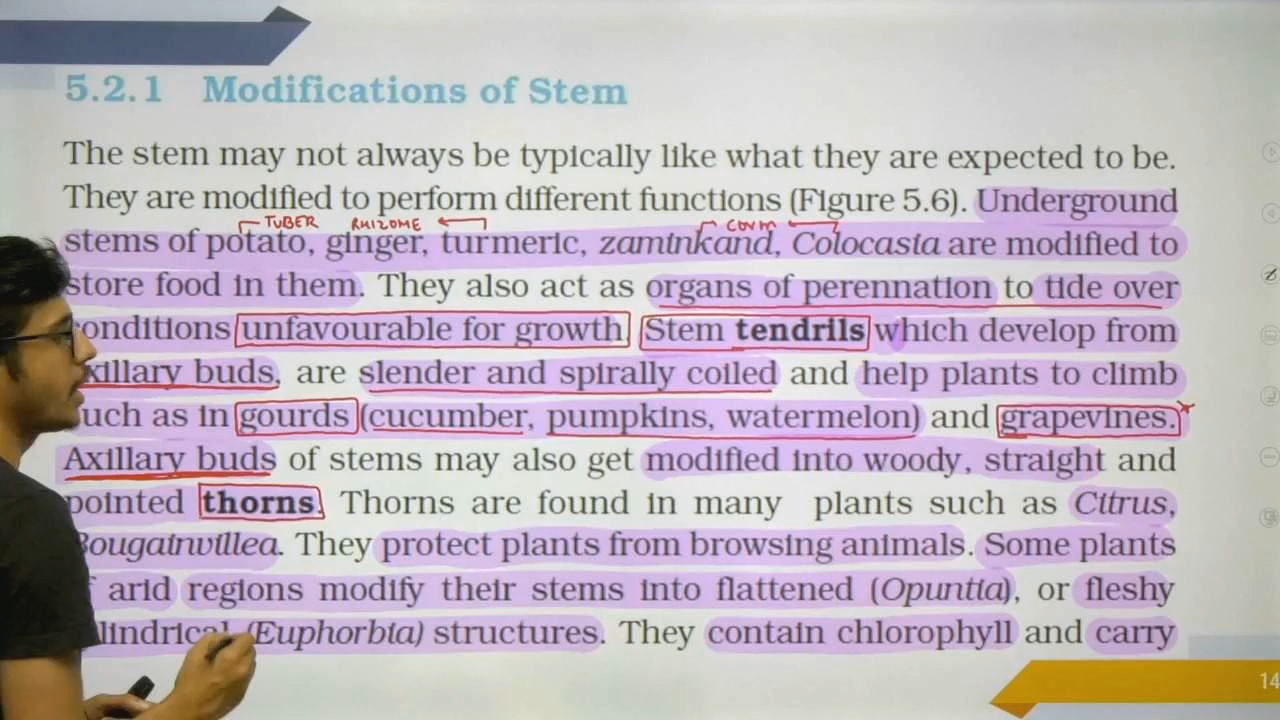 5.2.1 Modifications of Stem
The stem may not always be typically like what they are expected to be.
They are modified to perform different functions (Figure 5.6). Underground
TUBER RHIZOME CORM
stems of potato, ginger, turmeric, zaminkand, Colocasia are modified to
store food in them. They also act as organs of perennation to tide over
conditions unfavourable for growth. Stem tendrils which develop from
xillary buds, are slender and spirally coiled and help plants to climb
such as in gourds (cucumber, pumpkins, watermelon) and grapevines.
Axillary buds of stems may also get modified into woody, straight and
pointed thorns. Thorns are found in many plants such as Citrus,
Bougainvillea. They protect plants from browsing animals. Some plants
arid regions modify their stems into flattened (Opuntia), or fleshy
lindrical (Euphorbia) structures. They contain chlorophyll and carry
14